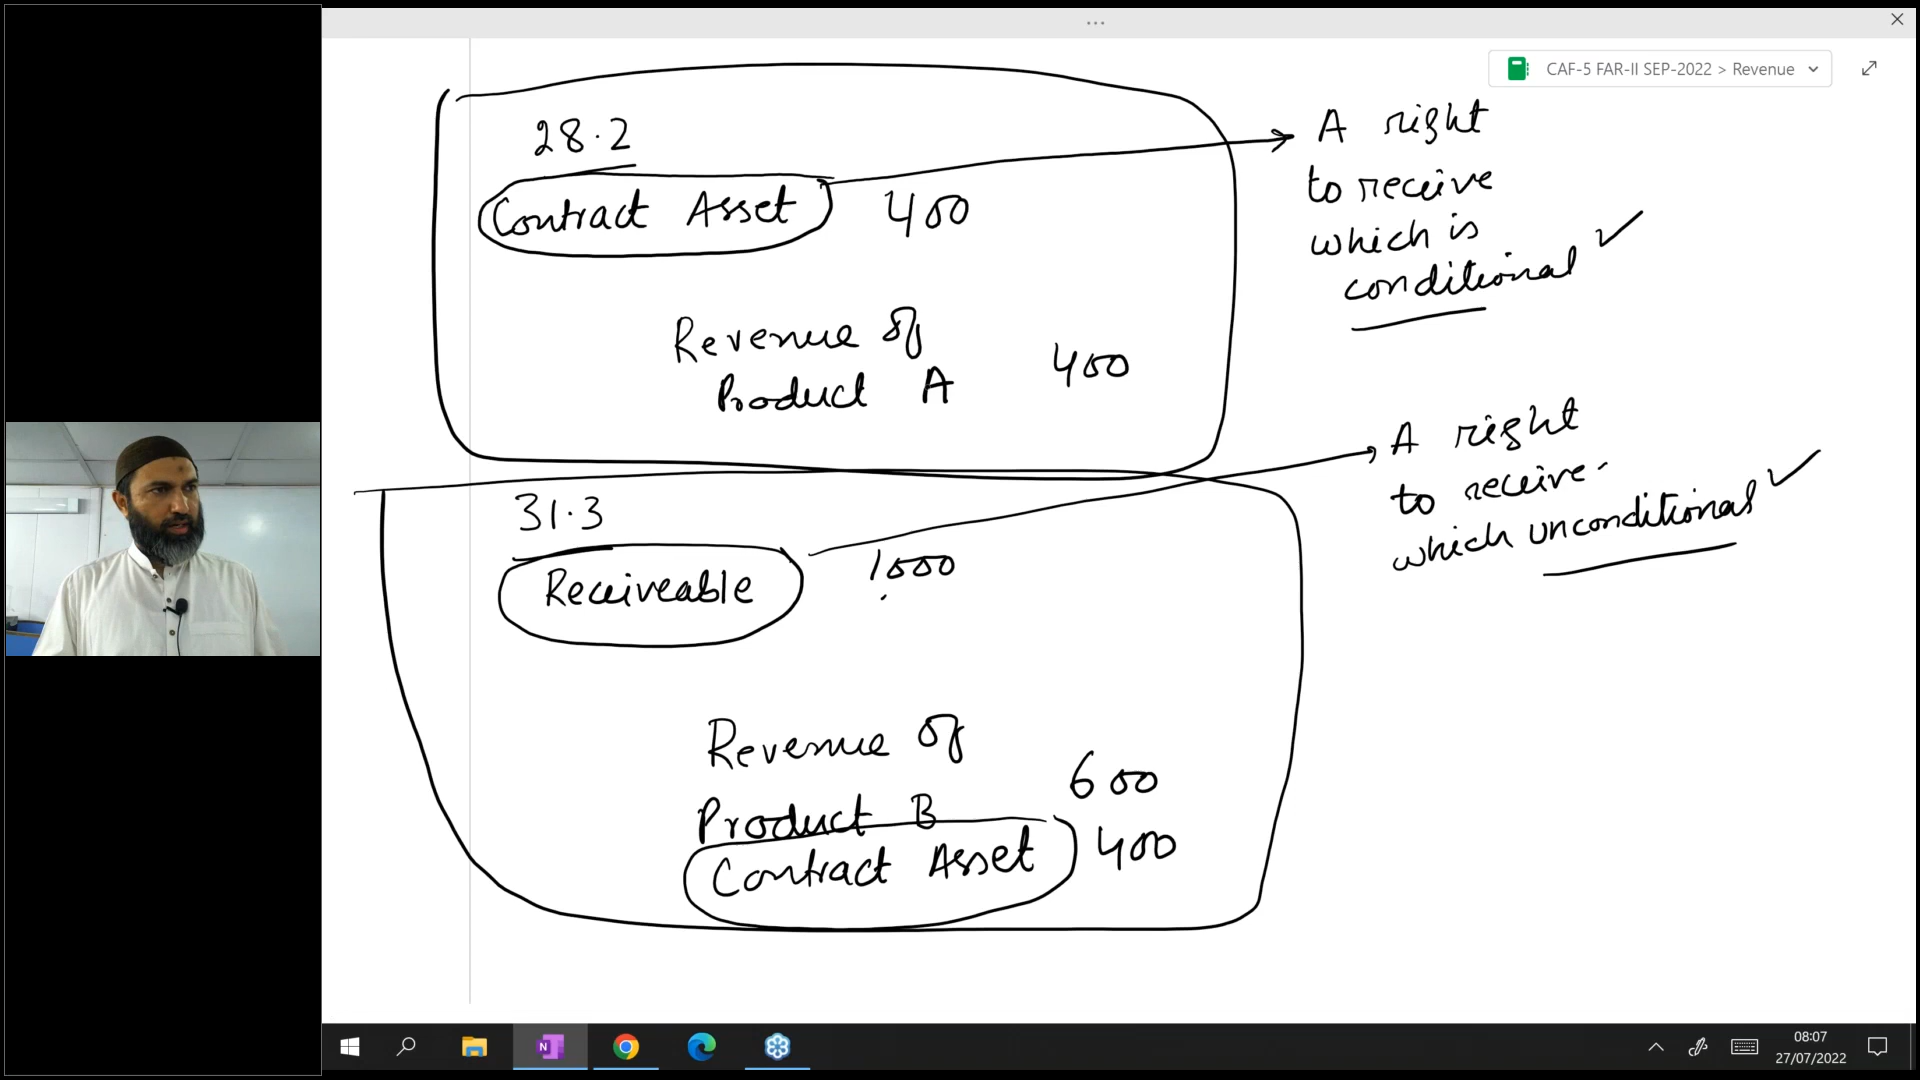 CAF-5 FAR-II SEP-2022 > Revenue
28.2
Contract Asset 400
Revenue of
Product A 400
A right
to receive
which is
conditional ✓
31.3
Receiveable 1000
Revenue of
Product B 600
Contract Asset 400
A right
to receive
which unconditional ✓
08:07
27/07/2022